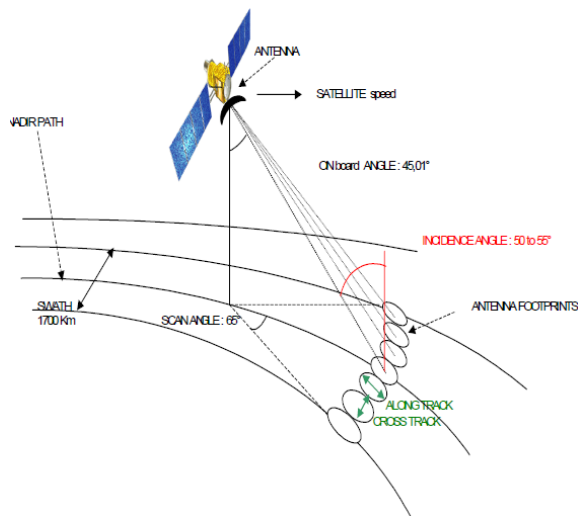 ANTENNA
SATELLITE speed
NADIR PATH
ON board ANGLE : 45,01°
INCIDENCE ANGLE : 50 to 55°
SWATH
1700 Km
SCAN ANGLE : 65°
ANTENNA FOOTPRINTS
ALONG TRACK
CROSS TRACK